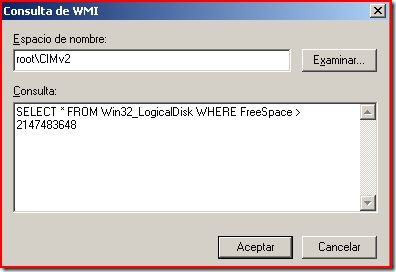 Consulta de WMI
Espacio de nombre:
root\CIMv2
Examinar...
Consulta:
SELECT * FROM Win32_LogicalDisk WHERE FreeSpace >
2147483648
Aceptar
Cancelar